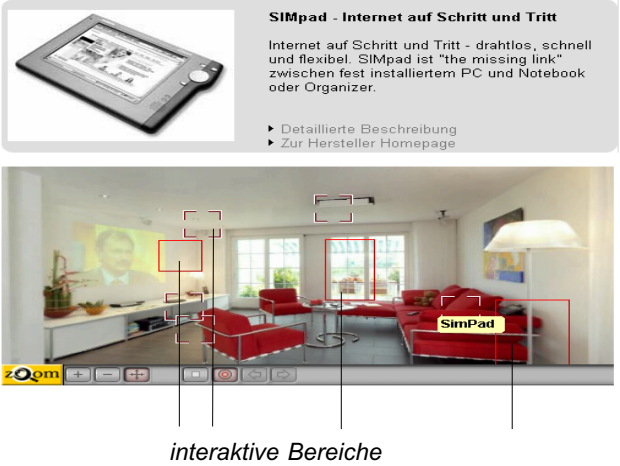 SIMpad - Internet auf Schritt und Tritt
Internet auf Schritt und Tritt - drahtlos, schnell
und flexibel. SIMpad ist "the missing link"
zwischen fest installiertem PC und Notebook
oder Organizer.
Detaillierte Beschreibung
Zur Hersteller Homepage
SimPad
zoom
interaktive Bereiche